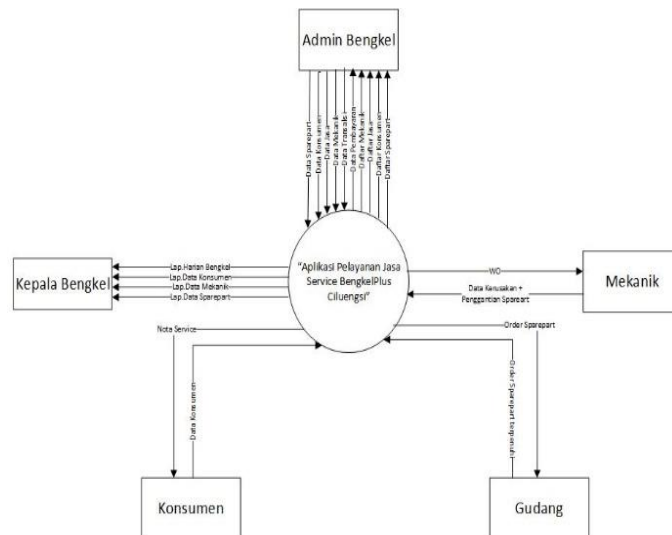 Admin Bengkel
Data Sparepart
Data Konsumen
Data Jasa
Data Mekanik
Data Transaksi
Data Pembayaran
Daftar Mekanik
Daftar Jasa
Daftar Konsumen
Daftar Sparepart
Kepala Bengkel
Lap.Harian Bengkel
Lap.Data Konsumen
Lap.Data Mekanik
Lap.Data Sparepart
“Aplikasi Pelayanan Jasa
Service BengkelPlus
Ciluengsi”
WO
Data Kerusakan +
Penggantian Spareart
Mekanik
Nota Service
Order Sparepart
Data Konsumen
Order Sparepart terpenuhi
Konsumen
Gudang